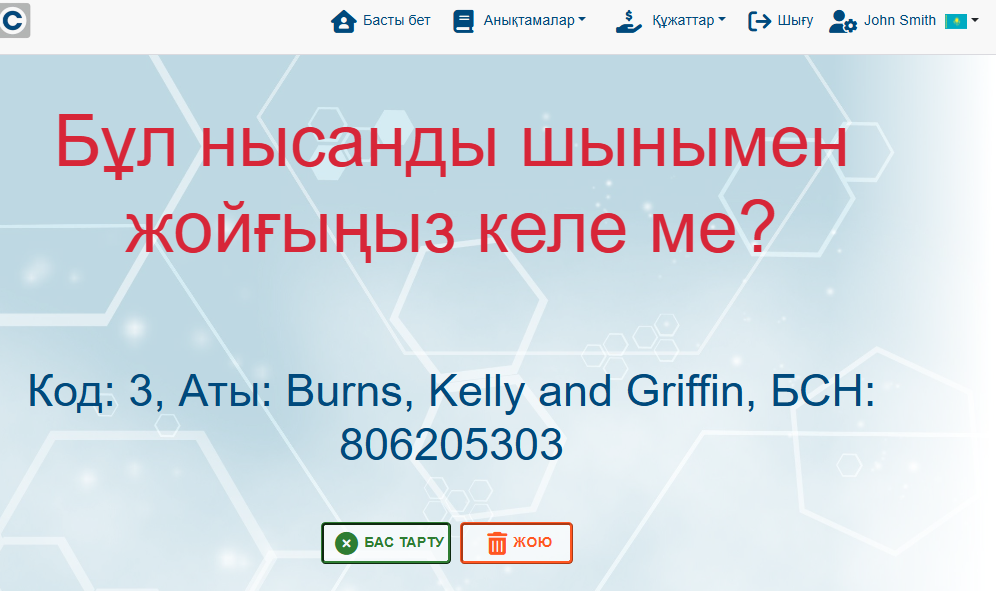 C
Басты бет Анықтамалар Құжаттар Шығу John Smith
Бұл нысанды шынымен
жойғыңыз келе ме?
Код: 3, Аты: Burns, Kelly and Griffin, БСН:
806205303
БАС ТАРТУ ЖОЮ